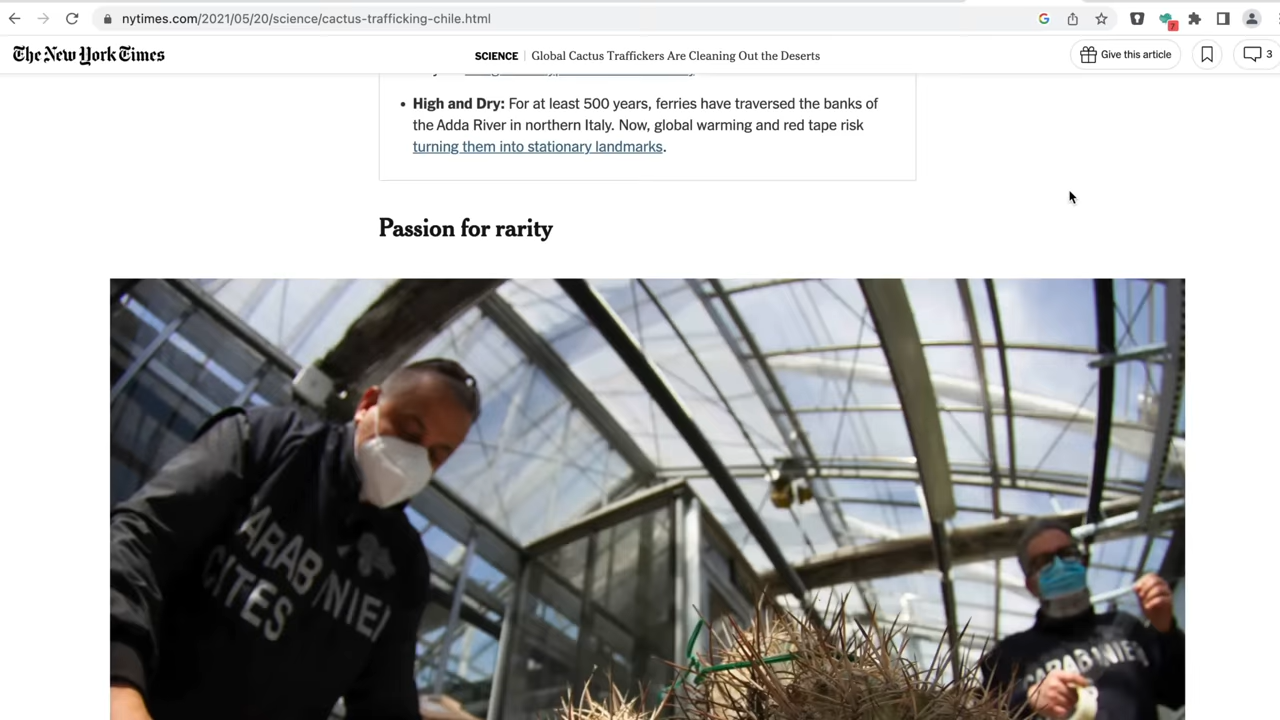 nytimes.com/2021/05/20/science/cactus-trafficking-chile.html
7
The New York Times
SCIENCE | Global Cactus Traffickers Are Cleaning Out the Deserts
Give this article
3
• High and Dry: For at least 500 years, ferries have traversed the banks of
the Adda River in northern Italy. Now, global warming and red tape risk
turning them into stationary landmarks.
Passion for rarity
ARABINIERI
CITES
ARABINIE